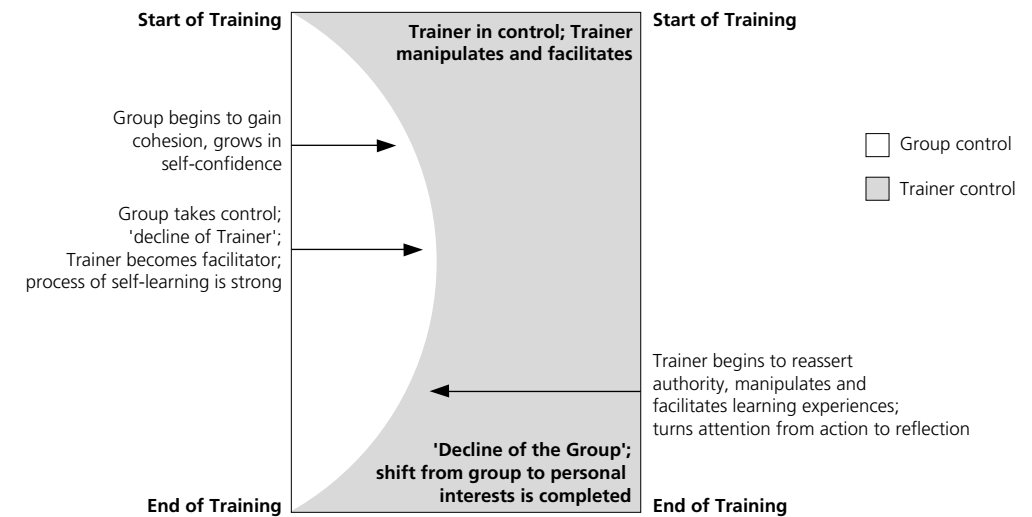 Start of Training
Trainer in control; Trainer
manipulates and facilitates
Start of Training
Group begins to gain
cohesion, grows in
self-confidence
Group control
Trainer control
Group takes control;
'decline of Trainer';
Trainer becomes facilitator;
process of self-learning is strong
Trainer begins to reassert
authority, manipulates and
facilitates learning experiences;
turns attention from action to reflection
'Decline of the Group';
shift from group to personal
interests is completed
End of Training
End of Training